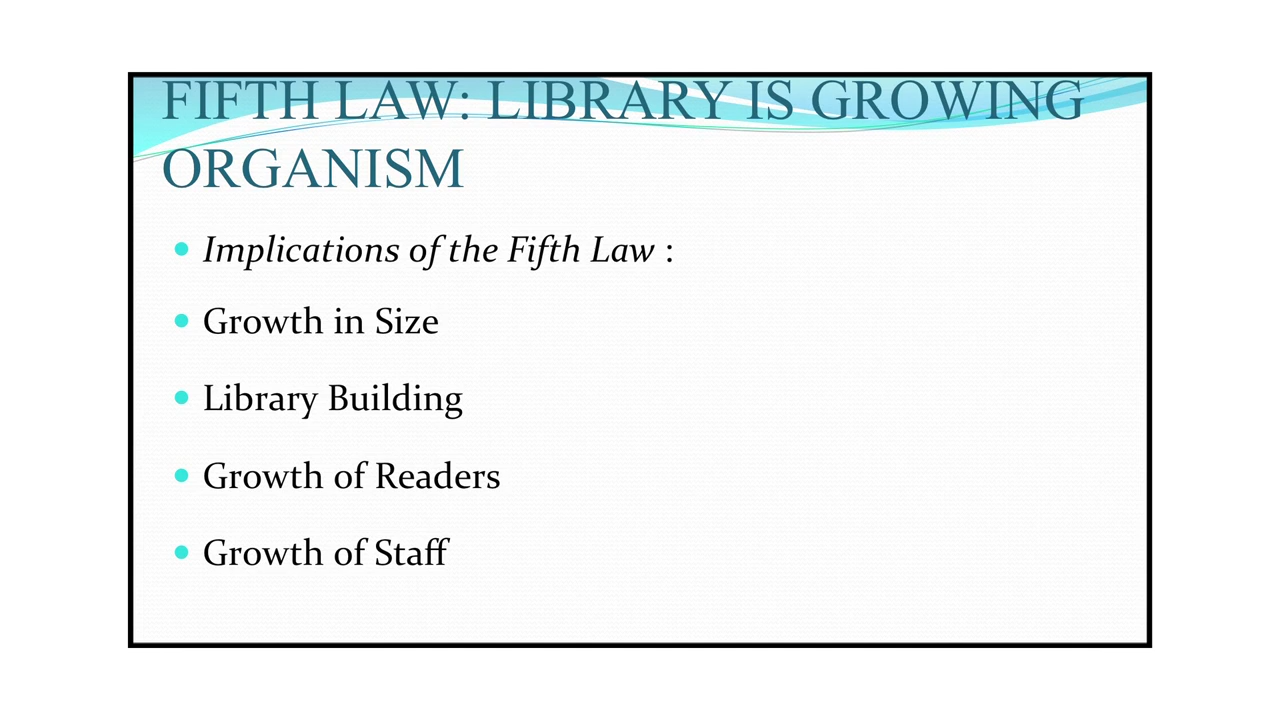 FIFTH LAW: LIBRARY IS GROWING
ORGANISM
Implications of the Fifth Law :
Growth in Size
Library Building
Growth of Readers
Growth of Staff